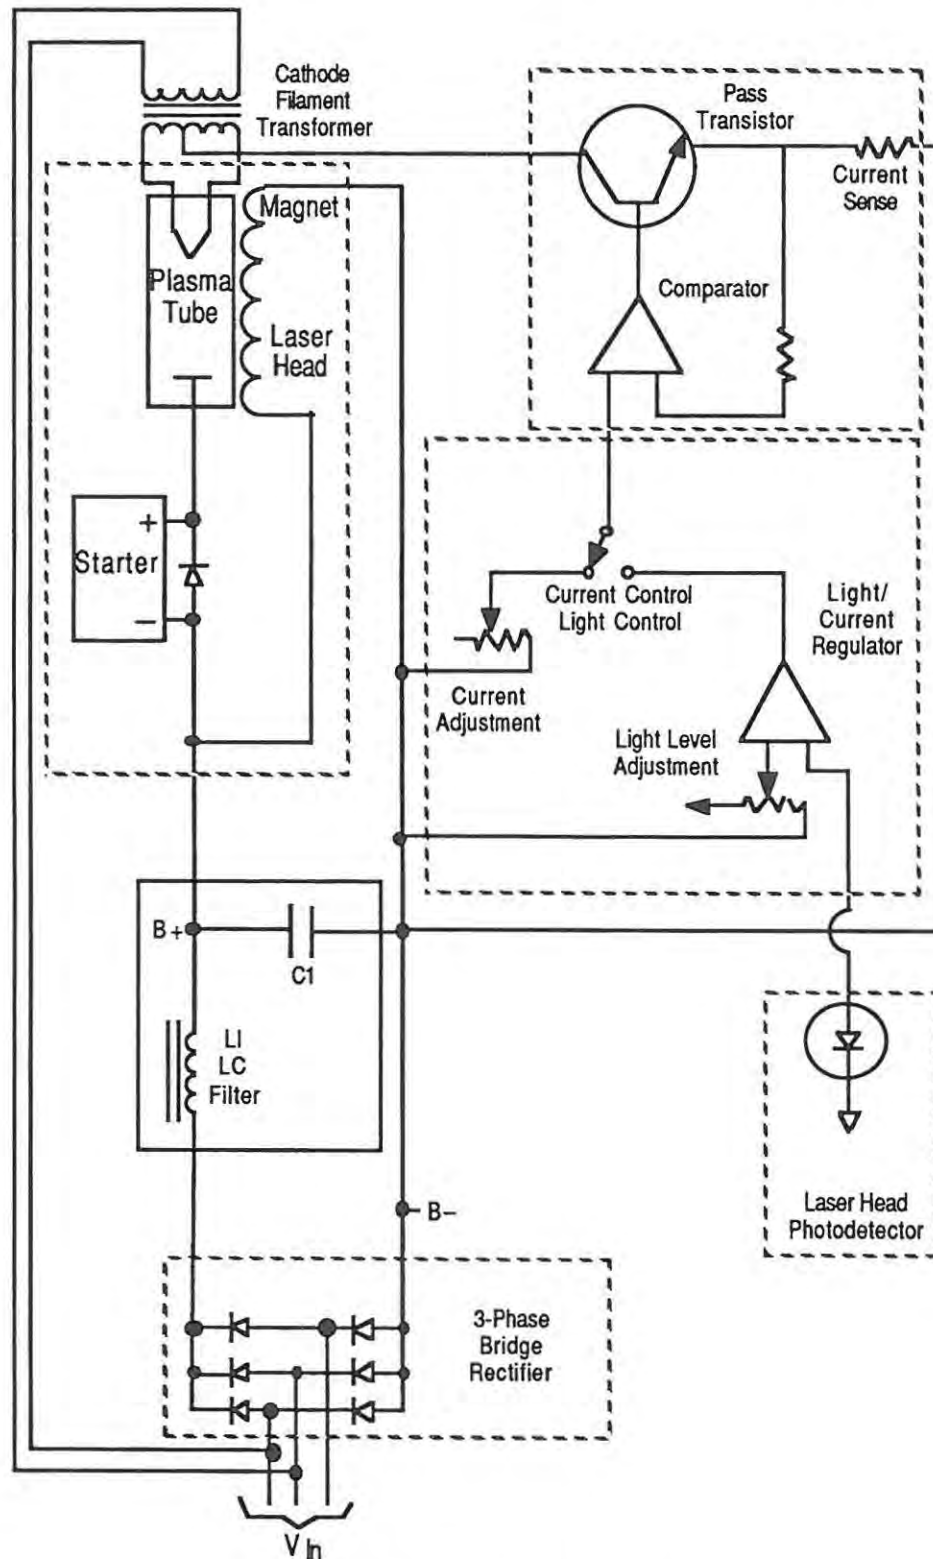 Cathode
Filament
Transformer
Pass
Transistor
Current
Sense
Magnet
Plasma
Tube
Laser
Head
Comparator
+
Starter
−
Current Control
Light Control
Light/
Current
Regulator
Current
Adjustment
Light Level
Adjustment
B+
C1
LI
LC
Filter
B−
Laser Head
Photodetector
3-Phase
Bridge
Rectifier
V In